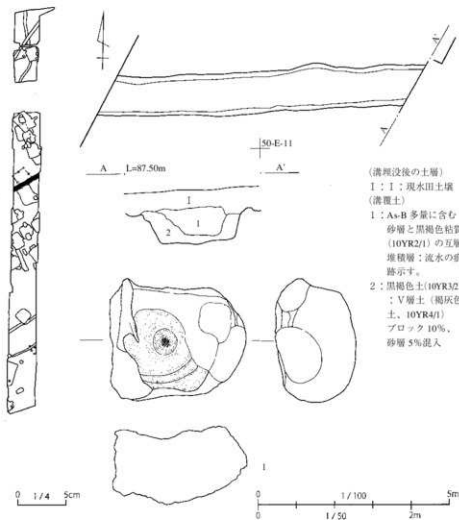 A'
A
50-E-11
A L=87.50m A'
I
1
2
(溝埋没後の土層)
I:I:現水田土壌
(溝覆土)
1:As-B 多量に含む
砂層と黒褐色粘質
(10YR2/1) の互層
堆積層:流水の痕
跡示す。
2:黒褐色土(10YR3/2
:V層土 (褐灰色
土、10YR4/1)
ブロック 10%、
砂層 5%混入
1
0 1/4 5cm
0 1/100 5m
0 1/50 2m